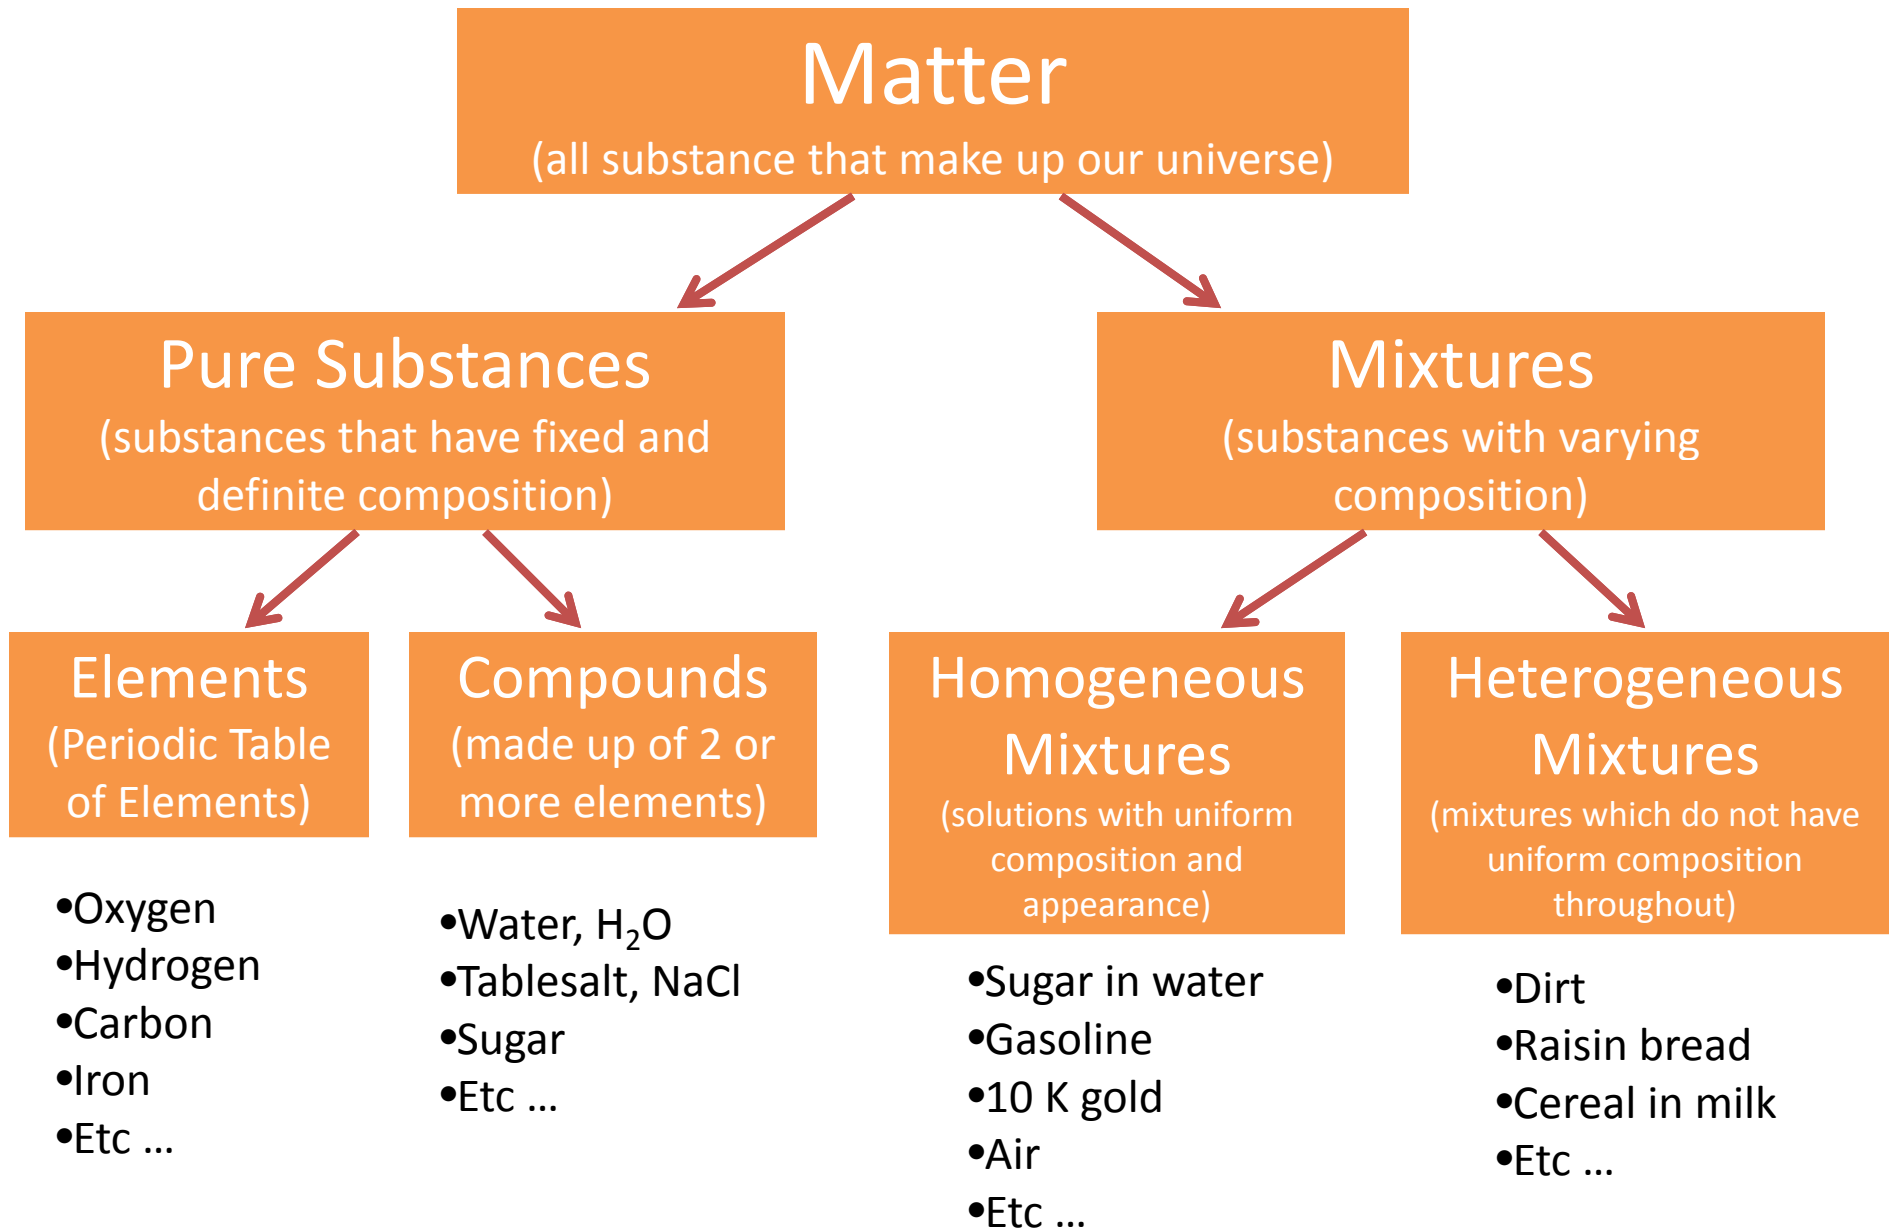 Matter
(all substance that make up our universe)
Pure Substances
(substances that have fixed and
definite composition)
Mixtures
(substances with varying
composition)
Elements
(Periodic Table
of Elements)
Compounds
(made up of 2 or
more elements)
Homogeneous
Mixtures
(solutions with uniform
composition and
appearance)
Heterogeneous
Mixtures
(mixtures which do not have
uniform composition
throughout)
•Oxygen
•Hydrogen
•Carbon
•Iron
•Etc ...
•Water, H₂O
•Tablesalt, NaCl
•Sugar
•Etc ...
•Sugar in water
•Gasoline
•10 K gold
•Air
•Etc ...
•Dirt
•Raisin bread
•Cereal in milk
•Etc ...